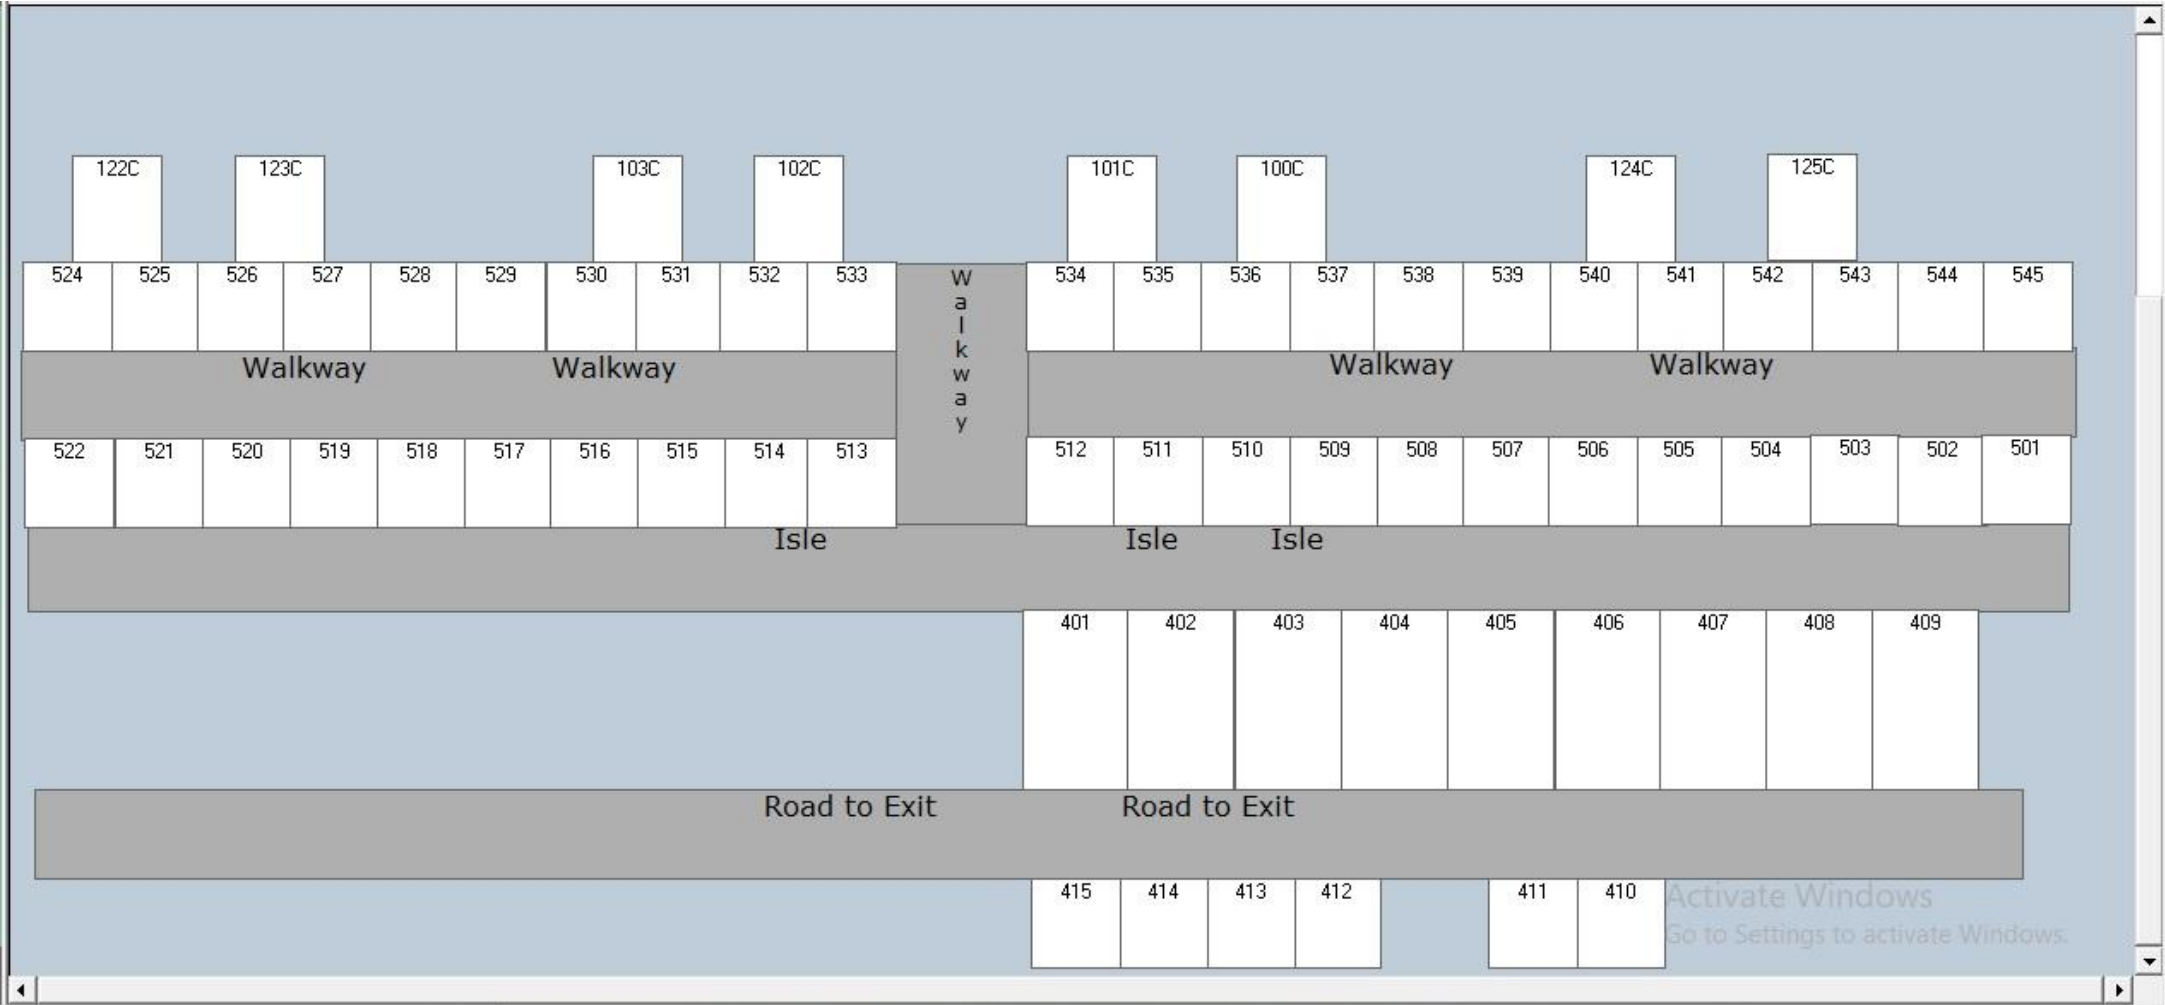 122C 123C 103C 102C 101C 100C 124C 125C
524 525 526 527 528 529 530 531 532 533 534 535 536 537 538 539 540 541 542 543 544 545
Walkway
Walkway Walkway Walkway Walkway
522 521 520 519 518 517 516 515 514 513 512 511 510 509 508 507 506 505 504 503 502 501
Isle Isle Isle
401 402 403 404 405 406 407 408 409
Road to Exit Road to Exit
415 414 413 412 411 410
Activate Windows
Go to Settings to activate Windows.